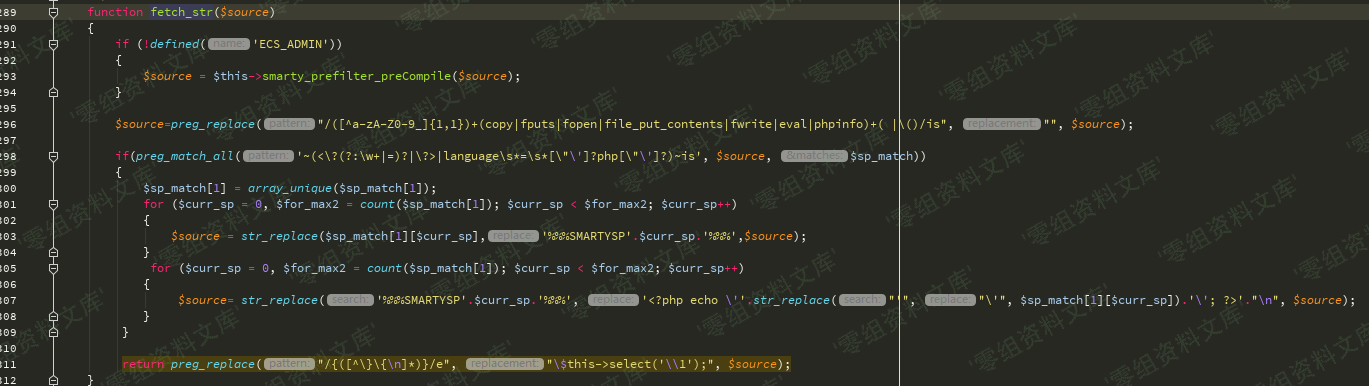 289 function fetch_str($source)
290 {
291 if (!defined( name: 'ECS_ADMIN'))
292 {
293 $source = $this->smarty_prefilter_preCompile($source);
294 }
295
296 $source=preg_replace( pattern: "/([^a-zA-Z0-9_]{1,1})+(copy|fputs|fopen|file_put_contents|fwrite|eval|phpinfo)+( |\()/is", replacement: "", $source);
297
298 if(preg_match_all( pattern: '~(<\?(?:\w+|=)?|\?>|language\s*=\s*[\"\']?php[\"\']?)~is', $source, &matches: $sp_match))
299 {
300 $sp_match[1] = array_unique($sp_match[1]);
301 for ($curr_sp = 0, $for_max2 = count($sp_match[1]); $curr_sp < $for_max2; $curr_sp++)
302 {
303 $source = str_replace($sp_match[1][$curr_sp], replace: '%%%SMARTYSP'.$curr_sp.'%%%',$source);
304 }
305 for ($curr_sp = 0, $for_max2 = count($sp_match[1]); $curr_sp < $for_max2; $curr_sp++)
306 {
307 $source= str_replace( search: '%%%SMARTYSP'.$curr_sp.'%%%', replace: '<?php echo \''.str_replace( search: "'", replace: "\'", $sp_match[1][$curr_sp]).'\'; ?>'."\n", $source);
308 }
309 }
310
311 return preg_replace( pattern: "/{([^\}\{\n]*)}/e", replacement: "\$this->select('\\1');", $source);
312 }
'零组资料文库'